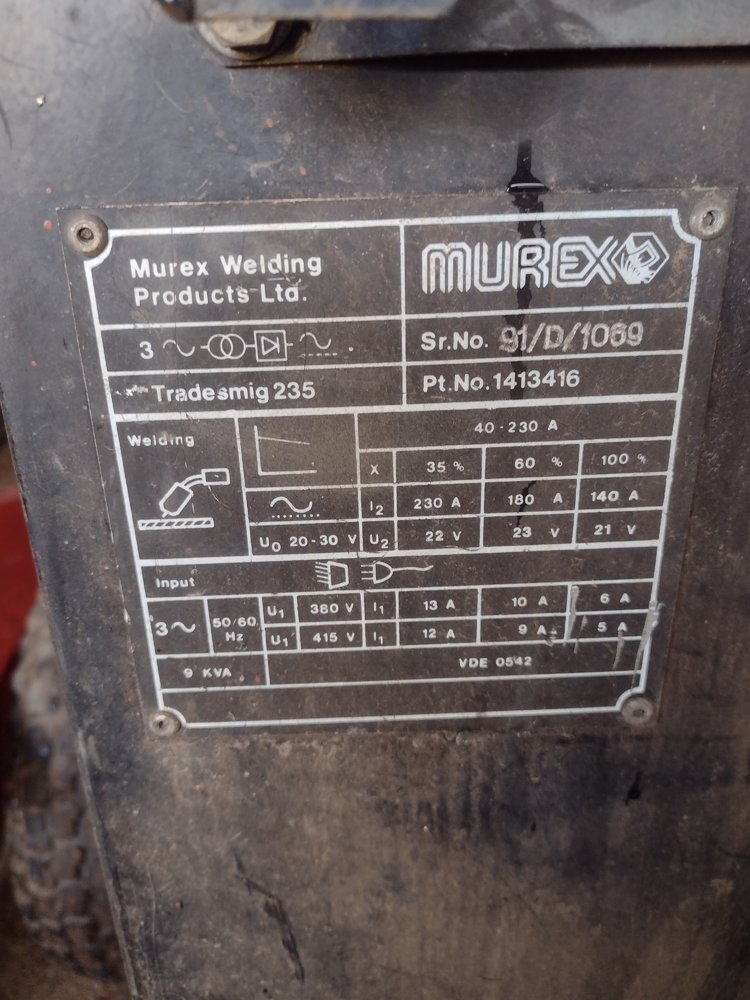 Murex Welding
Products Ltd.
MUREX
3
Sr.No. 91/D/1069
Tradesmig 235
Pt.No. 1413416
Welding
40-230 A
X 35% 60 % 100 %
I2 230 A 180 A 140 A
U0 20-30 V U2 22 V 23 V 21 V
Input
3~ 50/60 Hz U1 380 V I1 13 A 10 A 6 A
U1 415 V I1 12 A 9 A 5 A
9 KVA VDE 0542